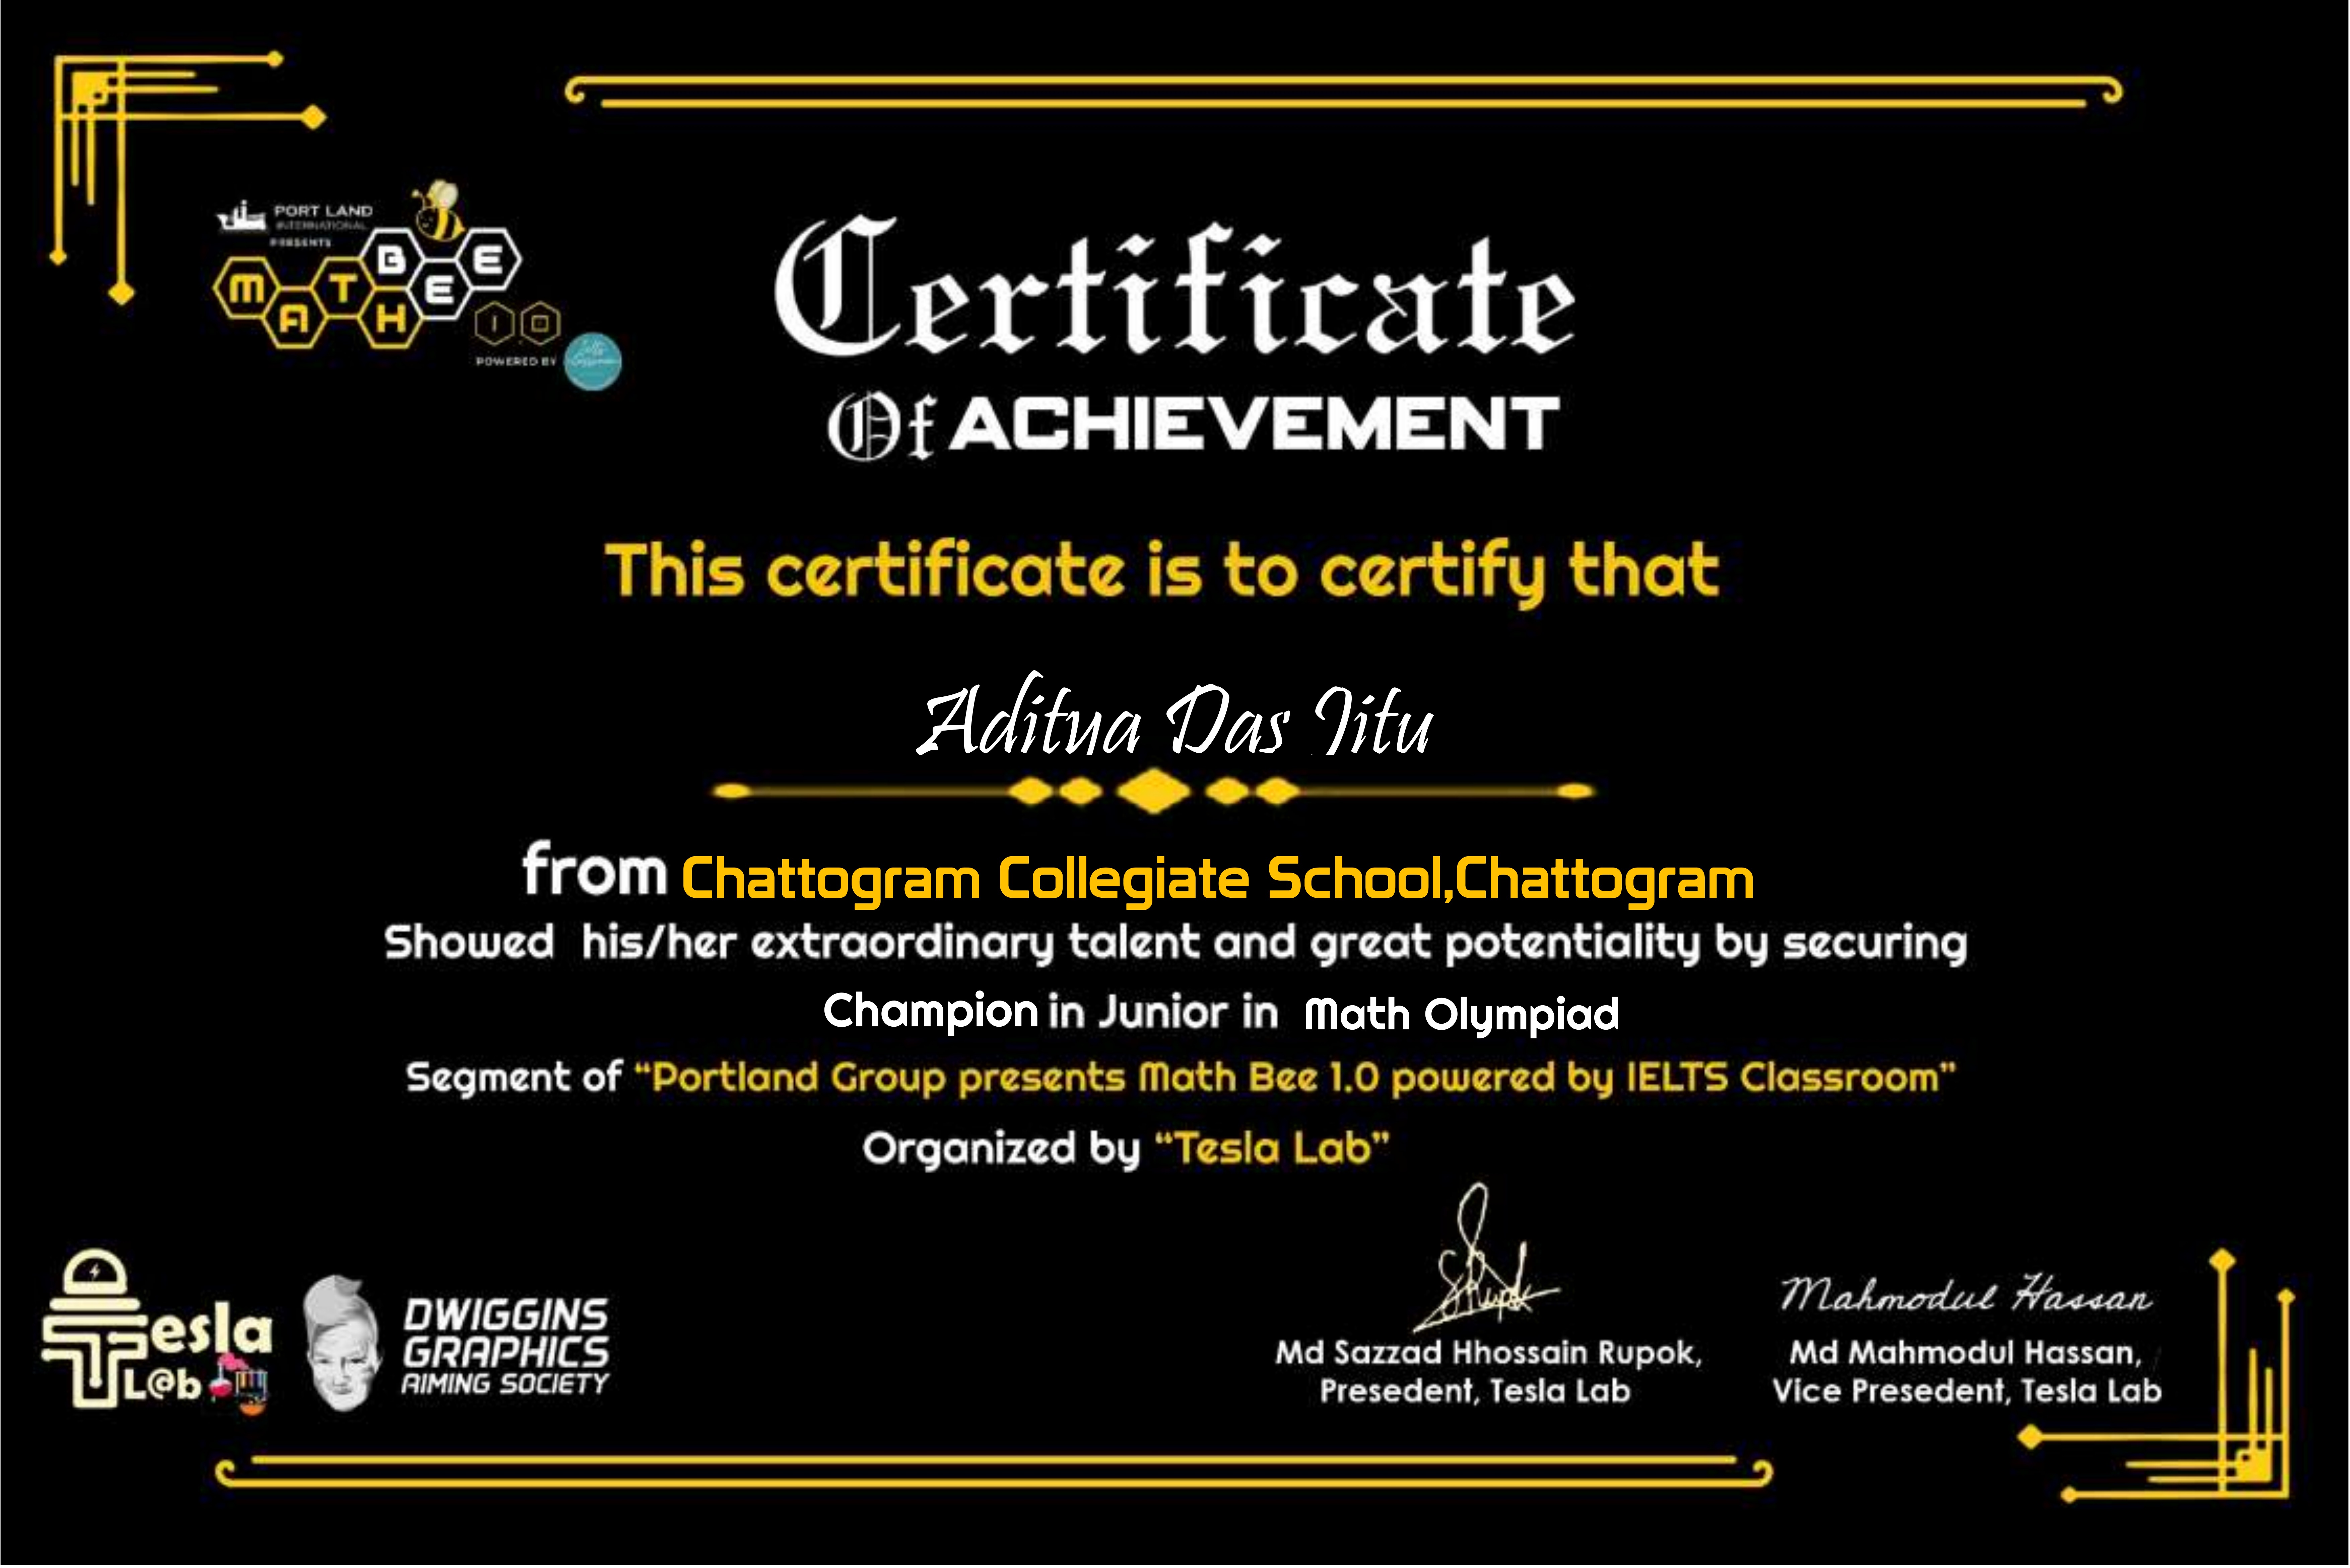 PORT LAND
INTERNATIONAL
PRESENTS
MATH BEE
1.0
POWERED BY
Certificate
Of ACHIEVEMENT
This certificate is to certify that
Aditya Das Jitu
from Chattogram Collegiate School,Chattogram
Showed his/her extraordinary talent and great potentiality by securing
Champion in Junior in Math Olympiad
Segment of “Portland Group presents Math Bee 1.0 powered by IELTS Classroom”
Organized by “Tesla Lab”
Tesla
L@b
DWIGGINS
GRAPHICS
AIMING SOCIETY
Mahmodul Hassan
Md Sazzad Hhossain Rupok,
Presedent, Tesla Lab
Md Mahmodul Hassan,
Vice Presedent, Tesla Lab